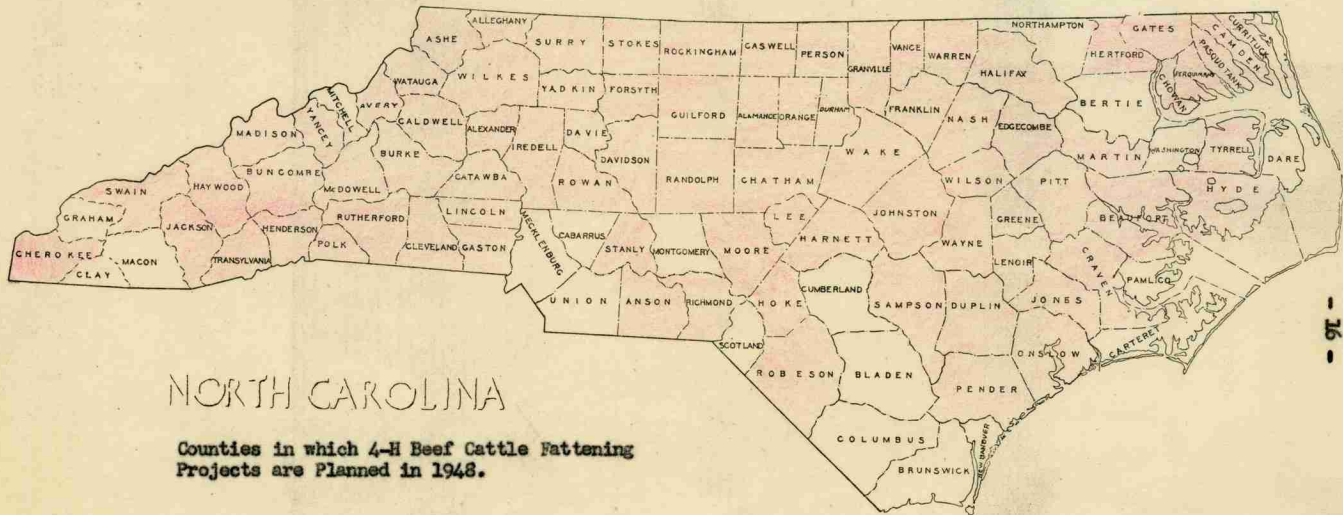 ALLEGHANY
NORTHAMPTON
GATES
CURRITUCK
CAMDEN
PASQUOTANK
ASHE
SURRY
STOKES
ROCKINGHAM
CASWELL
PERSON
GRANVILLE
VANCE
WARREN
HERTFORD
HALIFAX
PERQUIMANS
CHOWAN
WATAUGA
WILKES
YADKIN
FORSYTH
GUILFORD
ALAMANCE
ORANGE
DURHAM
FRANKLIN
NASH
EDGECOMBE
BERTIE
MITCHELL
AVERY
YANCEY
MADISON
CALDWELL
ALEXANDER
IREDELL
DAVIE
DAVIDSON
WAKE
MARTIN
WASHINGTON
TYRRELL
DARE
BURKE
BUNCOMRE
McDOWELL
CATAWBA
ROWAN
RANDOLPH
CHATHAM
WILSON
PITT
HYDE
SWAIN
HAYWOOD
GRAHAM
JACKSON
HENDERSON
RUTHERFORD
LINCOLN
LEE
JOHNSTON
GREENE
BEAUFORT
CHEROKEE
MACON
CLAY
TRANSYLVANIA
POLK
CLEVELAND
GASTON
MECKLENBURG
CABARRUS
STANLY
MONTGOMERY
MOORE
HARNETT
WAYNE
LENOIR
CRAVEN
PAMLICO
UNION
ANSON
RICHMOND
HOKE
CUMBERLAND
SAMPSON
DUPLIN
JONES
SCOTLAND
ONSLOW
CARTERET
ROBESON
BLADEN
PENDER
COLUMBUS
NEW HANOVER
BRUNSWICK
NORTH CAROLINA
Counties in which 4-H Beef Cattle Fattening
Projects are Planned in 1948.
- 36 -